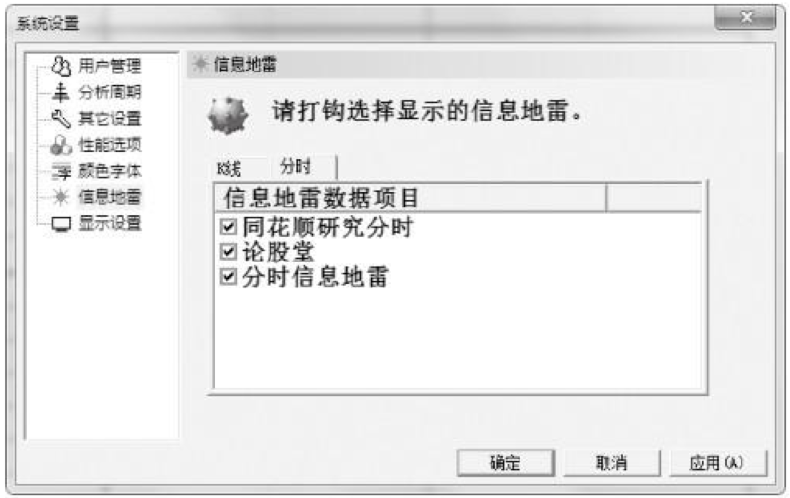 系统设置
用户管理
分析周期
其它设置
性能选项
颜色字体
信息地雷
显示设置
信息地雷
请打钩选择显示的信息地雷。
K线 分时
信息地雷数据项目
同花顺研究分时
论股堂
分时信息地雷
确定 取消 应用(A)